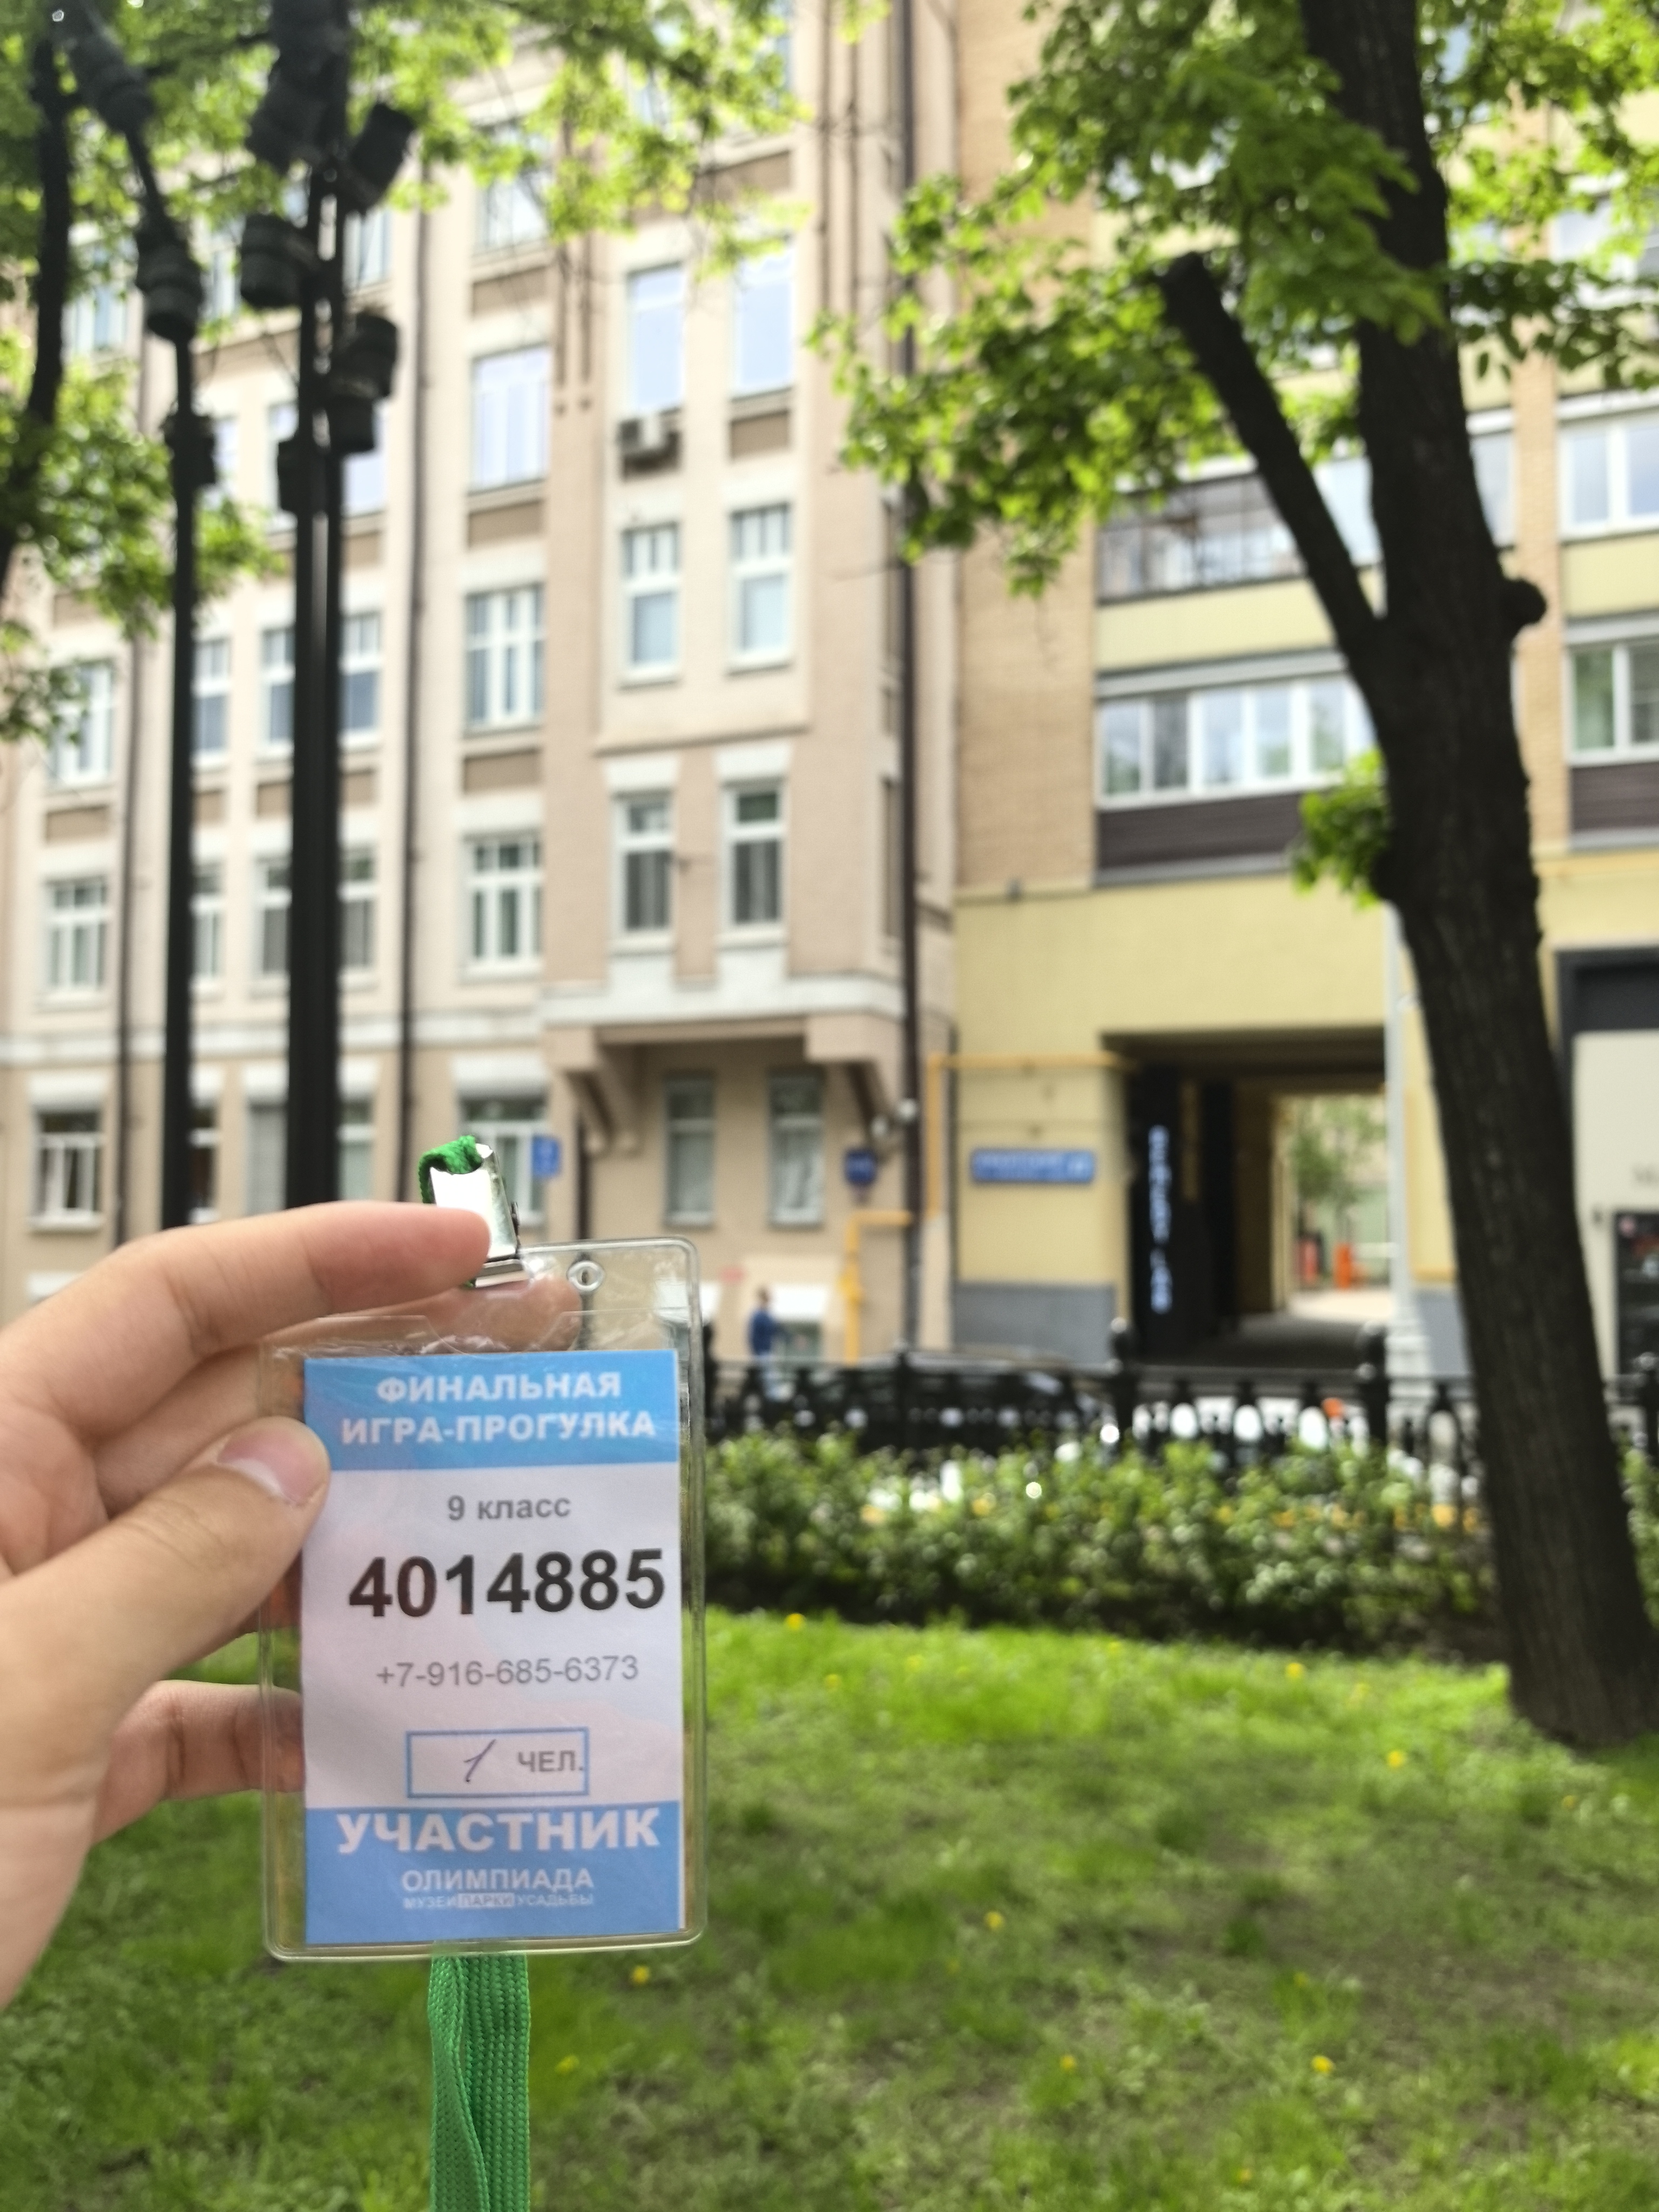 ФИНАЛЬНАЯ
ИГРА-ПРОГУЛКА
9 класс
4014885
+7-916-685-6373
1 ЧЕЛ.
УЧАСТНИК
ОЛИМПИАДА
МУЗЕИ ПАРКИ УСАДЬБЫ